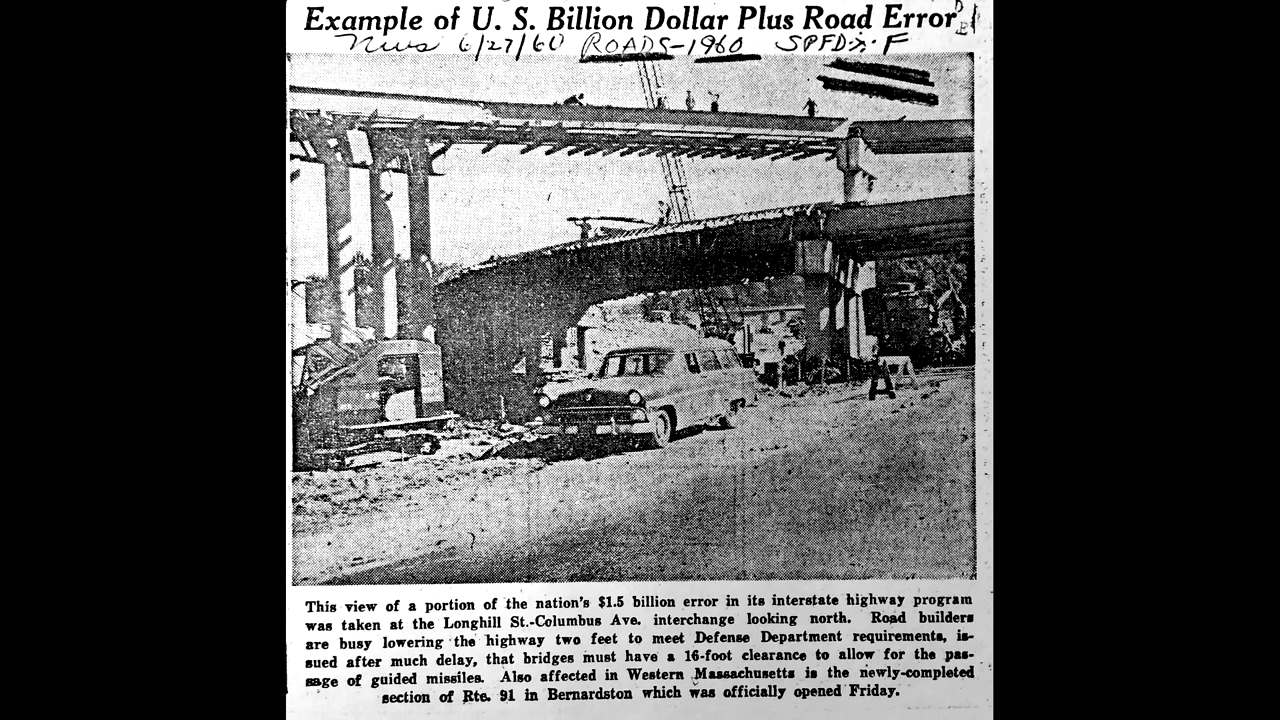 Example of U. S. Billion Dollar Plus Road Error
News 6/27/60 ROADS-1960 SPFD
This view of a portion of the nation's $1.5 billion error in its interstate highway program
was taken at the Longhill St.-Columbus Ave. interchange looking north. Road builders
are busy lowering the highway two feet to meet Defense Department requirements, is-
sued after much delay, that bridges must have a 16-foot clearance to allow for the pas-
sage of guided missiles. Also affected in Western Massachusetts is the newly-completed
section of Rte. 91 in Bernardston which was officially opened Friday.